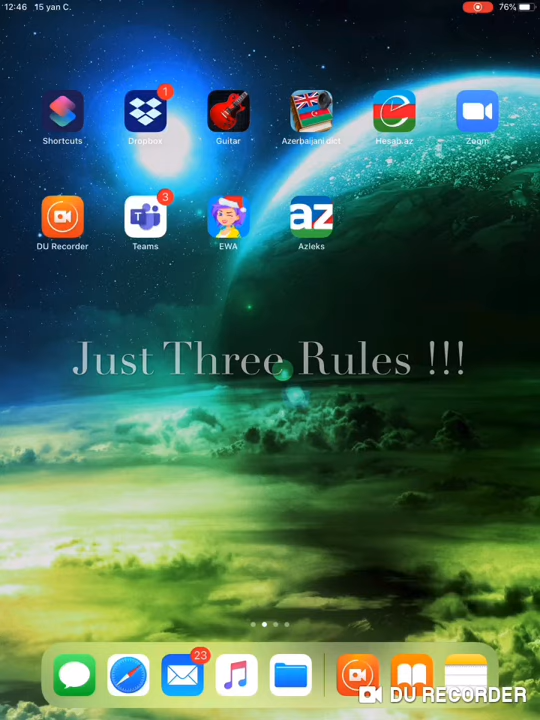 12:46 15 yan C. 76%
1
Shortcuts Dropbox Guitar Azerbaijani dict Hesab.az Zoom
3
az
DU Recorder Teams EWA Azleks
Just Three Rules !!!
23
DU RECORDER